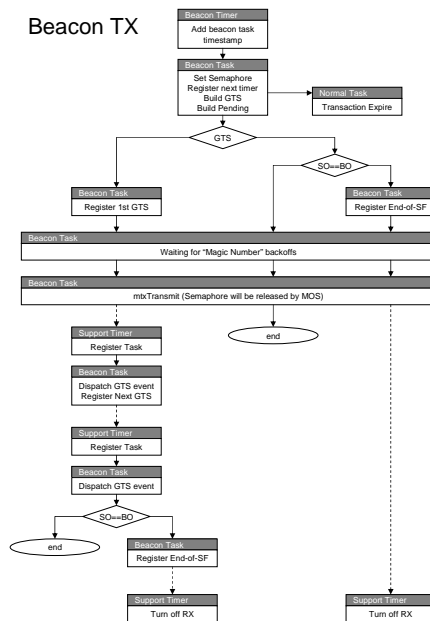 Beacon TX
Beacon Timer
Add beacon task
timestamp
Beacon Task
Set Semaphore
Register next timer
Build GTS
Build Pending
Normal Task
Transaction Expire
GTS
SO==BO
Beacon Task
Register 1st GTS
Beacon Task
Register End-of-SF
Beacon Task
Waiting for “Magic Number” backoffs
Beacon Task
mtxTransmit (Semaphore will be released by MOS)
end
Support Timer
Register Task
Beacon Task
Dispatch GTS event
Register Next GTS
Support Timer
Register Task
Beacon Task
Dispatch GTS event
SO==BO
end
Beacon Task
Register End-of-SF
Support Timer
Turn off RX
Support Timer
Turn off RX